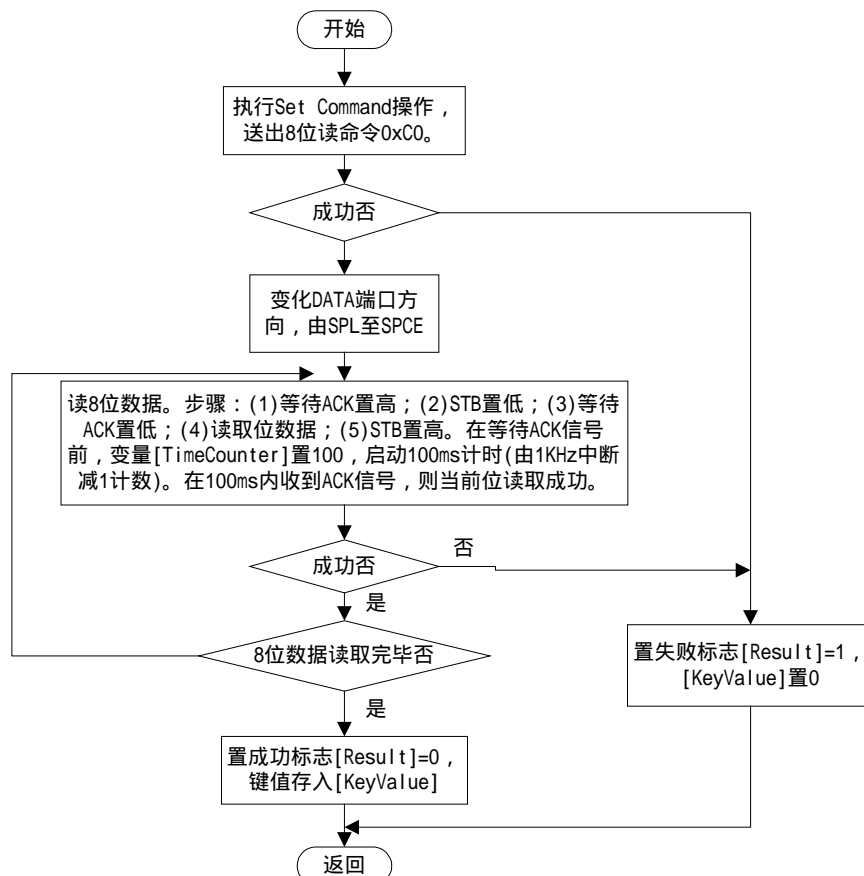 开始
执行Set Command操作，
送出8位读命令0xC0。
成功否
变化DATA端口方
向，由SPL至SPCE
读8位数据。步骤：(1)等待ACK置高；(2)STB置低；(3)等待
ACK置低；(4)读取位数据；(5)STB置高。在等待ACK信号
前，变量[TimeCounter]置100，启动100ms计时(由1KHz中断
减1计数)。在100ms内收到ACK信号，则当前位读取成功。
成功否
否
是
8位数据读取完毕否
置失败标志[Result]=1，
[KeyValue]置0
是
置成功标志[Result]=0，
键值存入[KeyValue]
返回